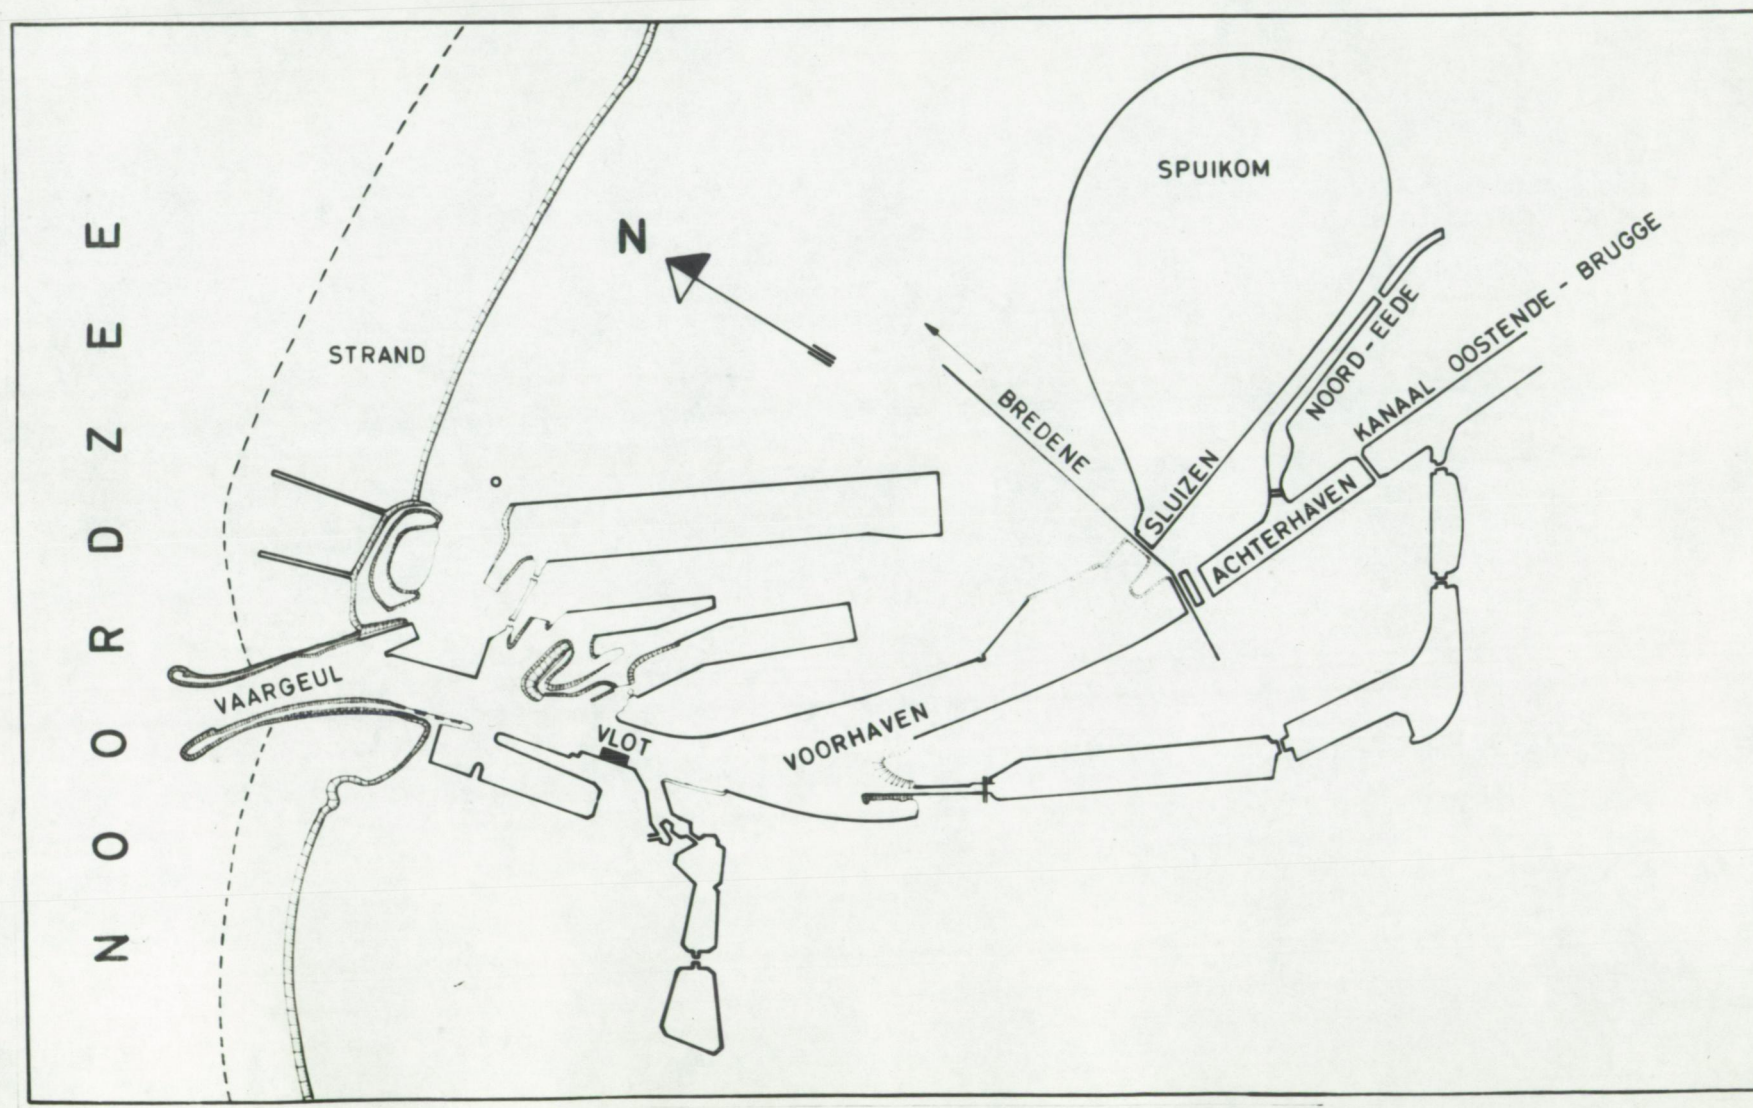 SPUIKOM
N
NOORDZEE
STRAND
BREDENE
NOORD-EEDE
KANAAL OOSTENDE - BRUGGE
SLUIZEN
ACHTERHAVEN
VAARGEUL
VLOT
VOORHAVEN